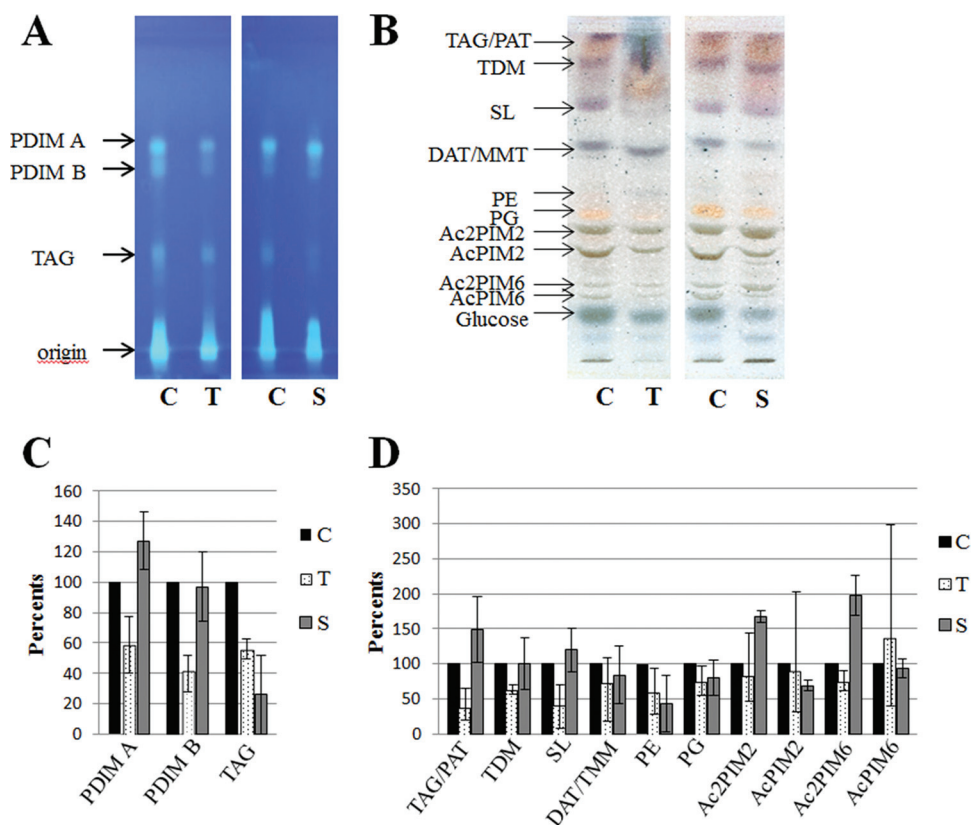 A
PDIM A
PDIM B
TAG
origin
C T C S
B
TAG/PAT
TDM
SL
DAT/MMT
PE
PG
Ac2PIM2
AcPIM2
Ac2PIM6
AcPIM6
Glucose
C T C S
C
Percents
160
140
120
100
80
60
40
20
0
PDIM A
PDIM B
TAG
C
T
S
D
Percents
350
300
250
200
150
100
50
0
TAG/PAT
TDM
SL
DAT/TMM
PE
PG
Ac2PIM2
AcPIM2
Ac2PIM6
AcPIM6
C
T
S